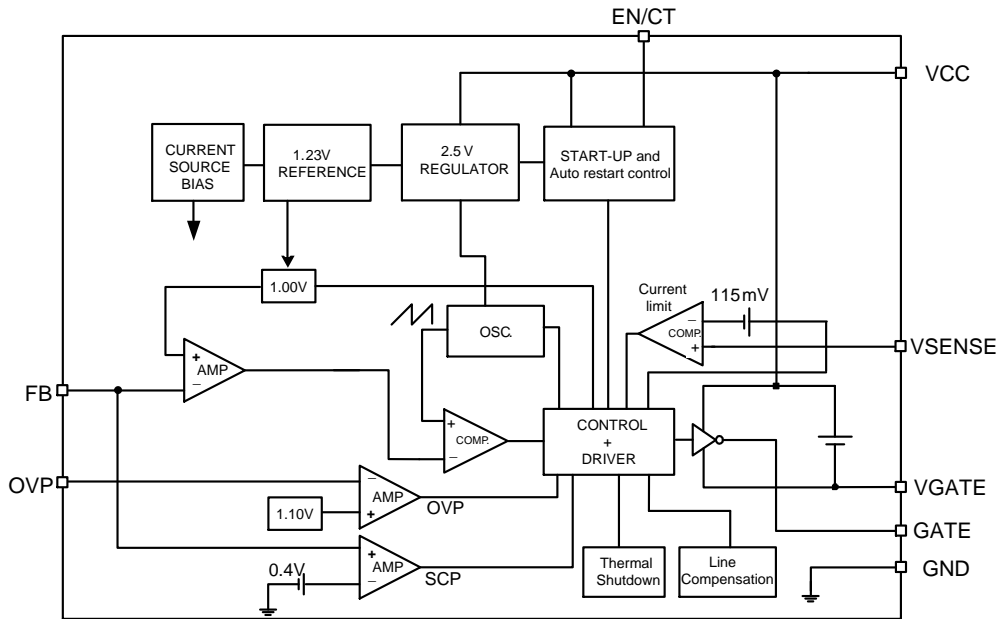 EN/CT
VCC
CURRENT
SOURCE
BIAS
1.23V
REFERENCE
2.5 V
REGULATOR
START-UP and
Auto restart control
1.00V
OSC.
Current
limit
115mV
−
COMP.
+
VSENSE
FB
+
AMP
−
+
COMP.
−
CONTROL
+
DRIVER
OVP
−
AMP
+
OVP
1.10V
VGATE
GATE
+
AMP
−
SCP
0.4V
Thermal
Shutdown
Line
Compensation
GND